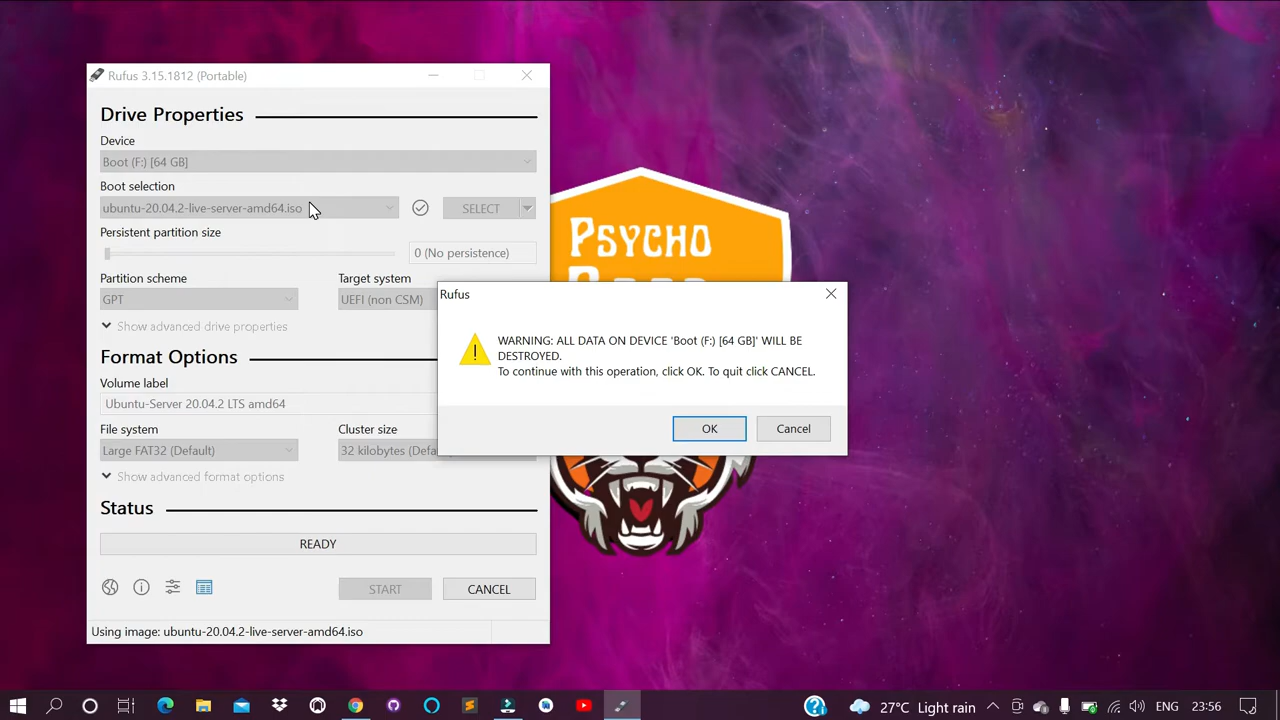 Rufus 3.15.1812 (Portable)
Drive Properties
Device
Boot (F:) [64 GB]
Boot selection
ubuntu-20.04.2-live-server-amd64.iso
SELECT
Persistent partition size
0 (No persistence)
Partition scheme
Target system
GPT
UEFI (non CSM)
Show advanced drive properties
Format Options
Volume label
Ubuntu-Server 20.04.2 LTS amd64
File system
Cluster size
Large FAT32 (Default)
32 kilobytes (Defa
Show advanced format options
Status
READY
START
CANCEL
Using image: ubuntu-20.04.2-live-server-amd64.iso
PSYCHO
Rufus
WARNING: ALL DATA ON DEVICE 'Boot (F:) [64 GB]' WILL BE
DESTROYED.
To continue with this operation, click OK. To quit click CANCEL.
OK
Cancel
27°C Light rain
ENG
23:56